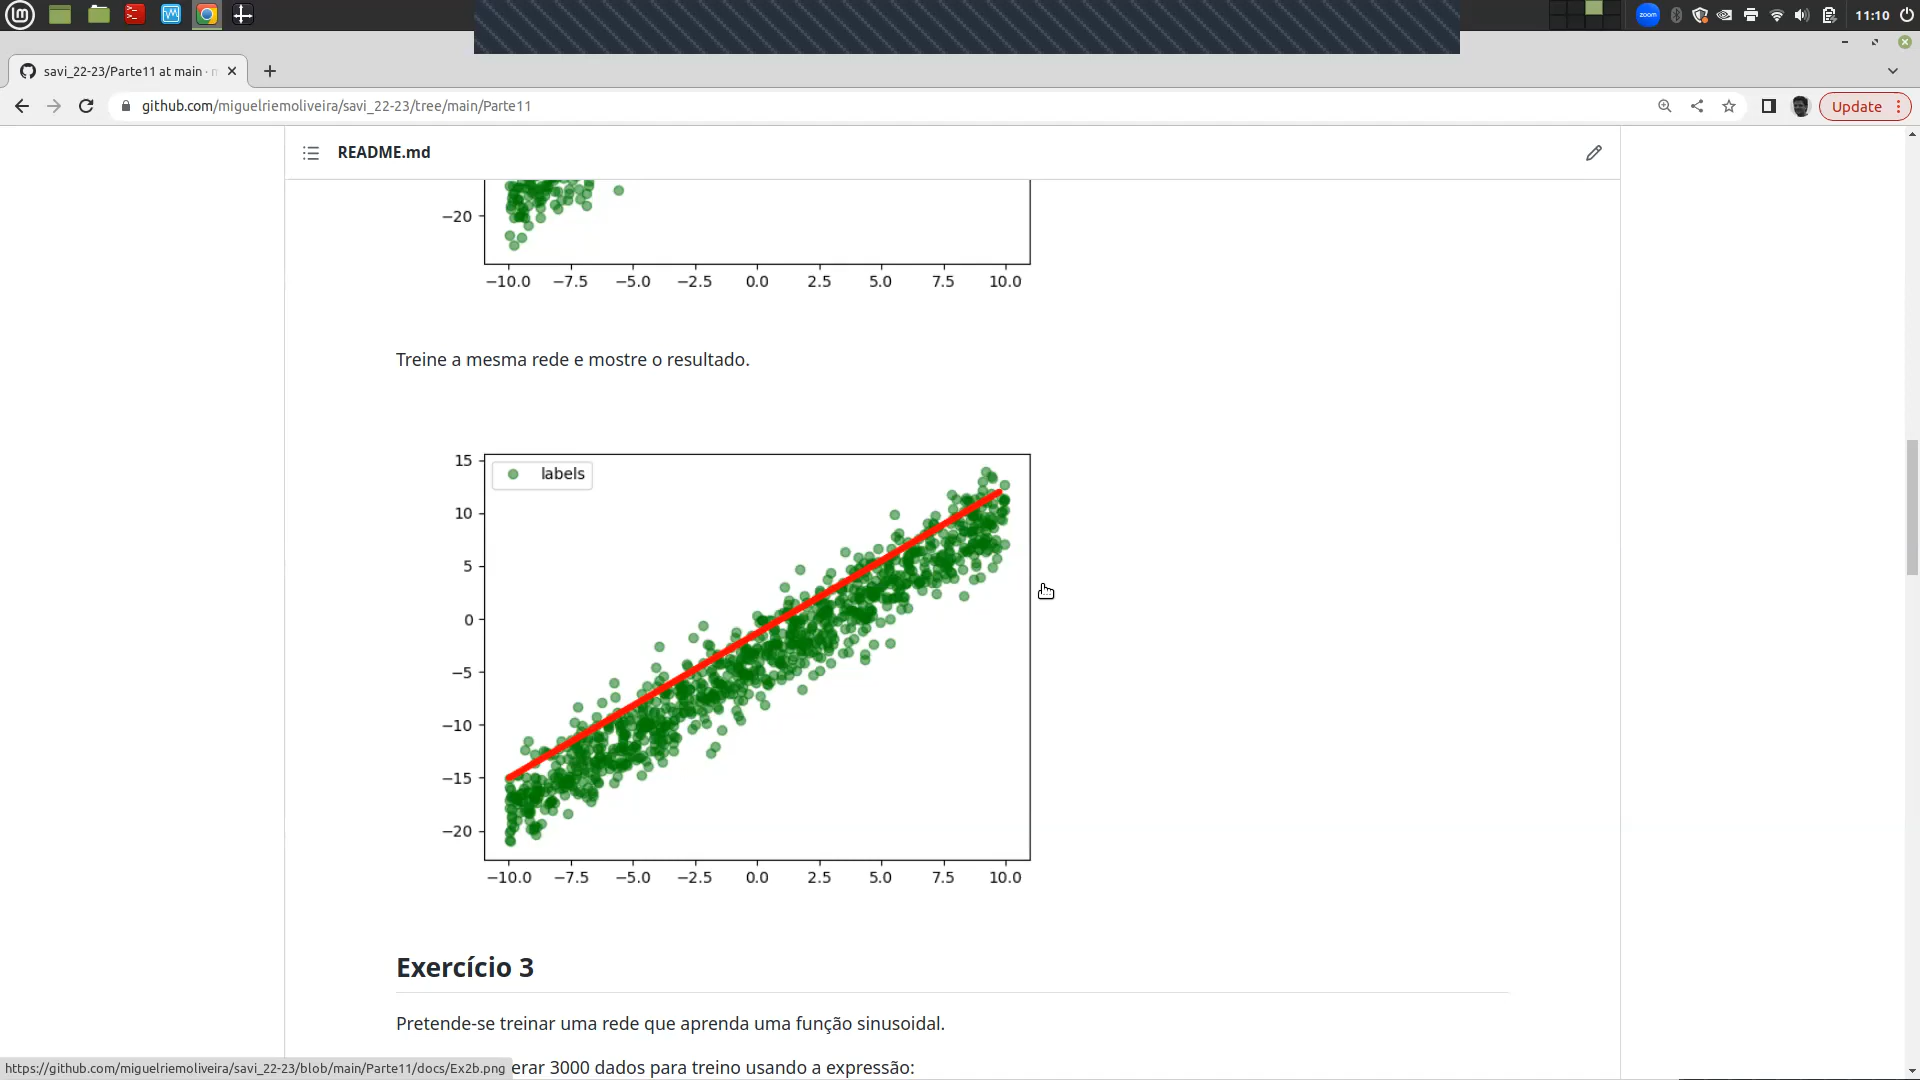 zoom
11:10
savi_22-23/Parte11 at main ·
github.com/miguelriemoliveira/savi_22-23/tree/main/Parte11
Update
README.md
−20
−10.0 −7.5 −5.0 −2.5 0.0 2.5 5.0 7.5 10.0
Treine a mesma rede e mostre o resultado.
15
labels
10
5
0
−5
−10
−15
−20
−10.0 −7.5 −5.0 −2.5 0.0 2.5 5.0 7.5 10.0
Exercício 3
Pretende-se treinar uma rede que aprenda uma função sinusoidal.
erar 3000 dados para treino usando a expressão:
https://github.com/miguelriemoliveira/savi_22-23/blob/main/Parte11/docs/Ex2b.png